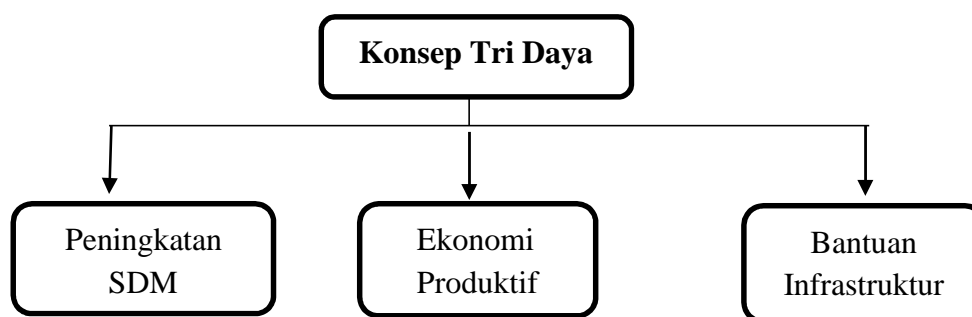 Konsep Tri Daya
Peningkatan
SDM
Ekonomi
Produktif
Bantuan
Infrastruktur